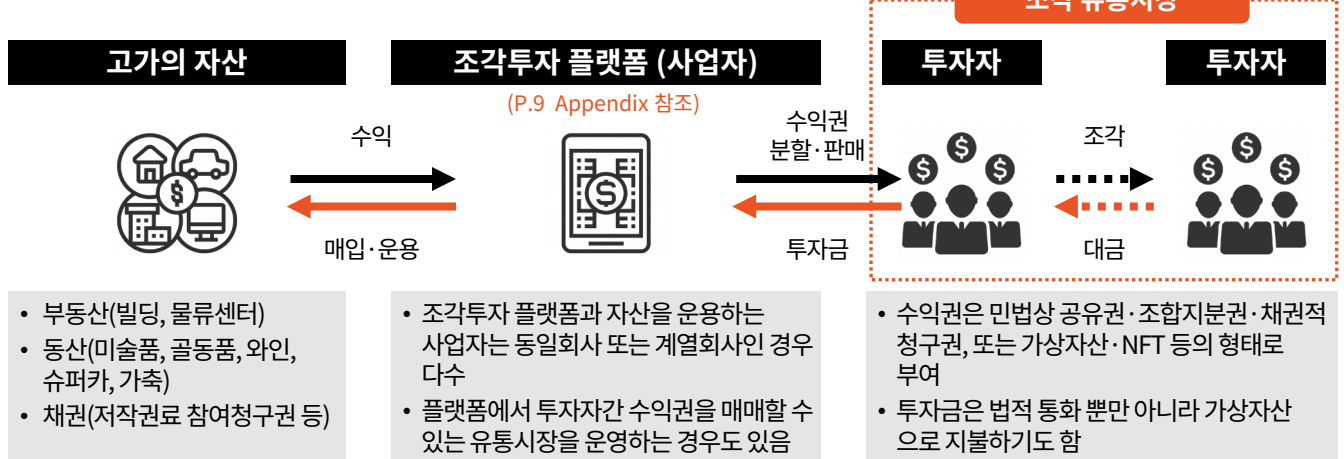 조각 유통시장
고가의 자산
조각투자 플랫폼 (사업자)
투자자
투자자
(P.9 Appendix 참조)
수익
매입·운용
수익권
분할·판매
투자금
조각
대금
• 부동산(빌딩, 물류센터)
• 동산(미술품, 골동품, 와인,
슈퍼카, 가축)
• 채권(저작권료 참여청구권 등)
• 조각투자 플랫폼과 자산을 운용하는
사업자는 동일회사 또는 계열회사인 경우
다수
• 플랫폼에서 투자자간 수익권을 매매할 수
있는 유통시장을 운영하는 경우도 있음
• 수익권은 민법상 공유권·조합지분권·채권적
청구권, 또는 가상자산·NFT 등의 형태로
부여
• 투자금은 법적 통화 뿐만 아니라 가상자산
으로 지불하기도 함